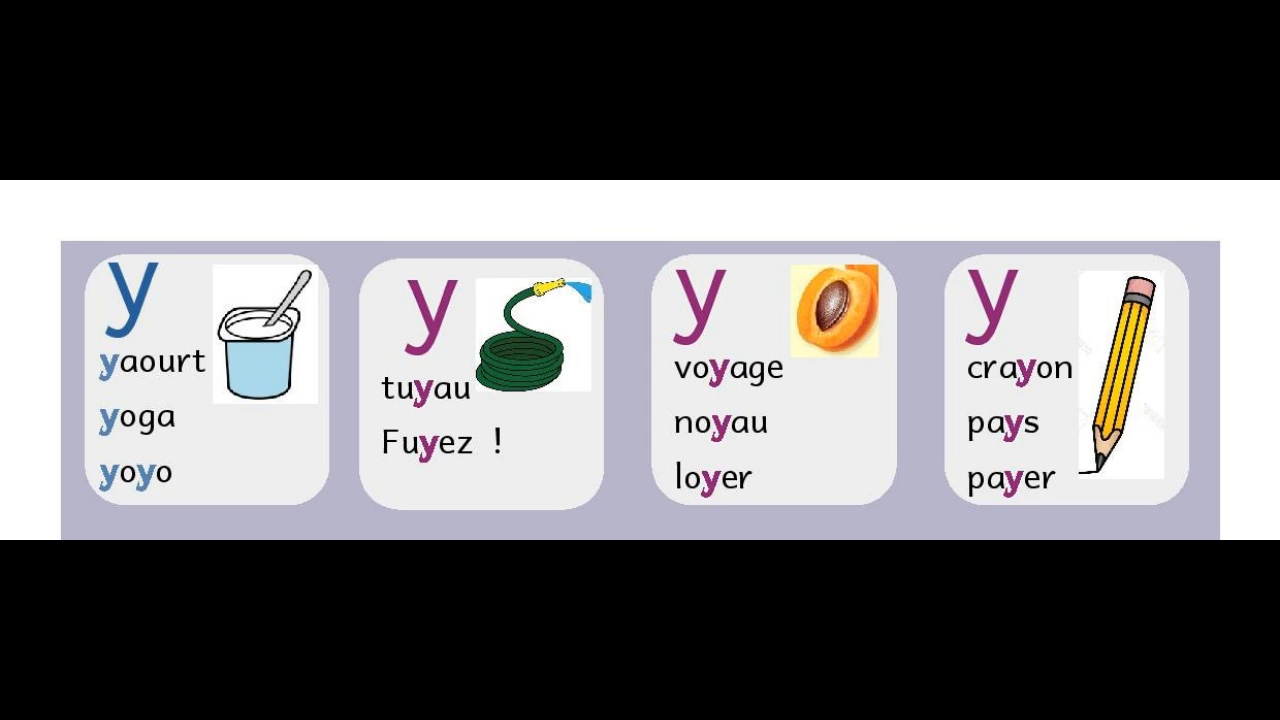 y
yaourt
yoga
yoyo
y
tuyau
Fuyez !
y
voyage
noyau
loyer
y
crayon
pays
payer